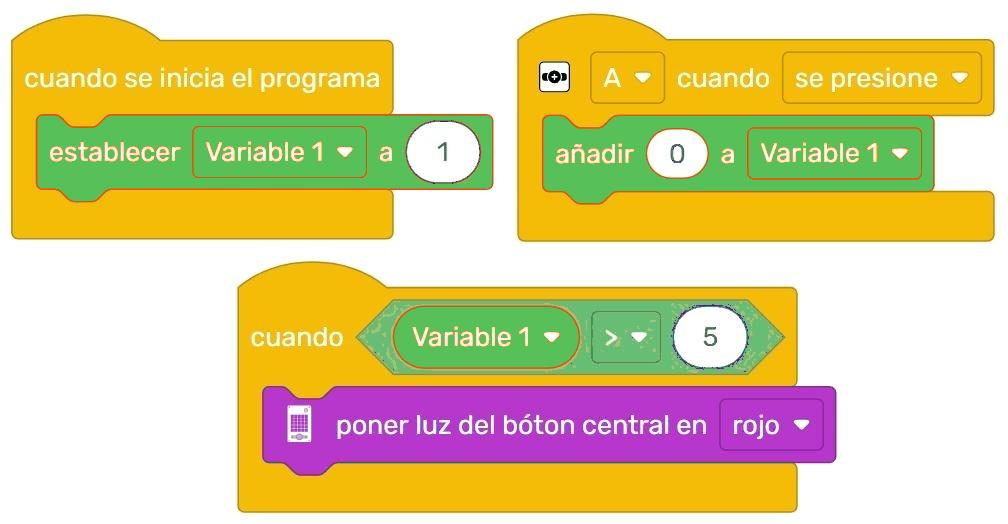 cuando se inicia el programa
establecer Variable 1 a 1
A cuando se presione
añadir 0 a Variable 1
cuando Variable 1 > 5
poner luz del bóton central en rojo